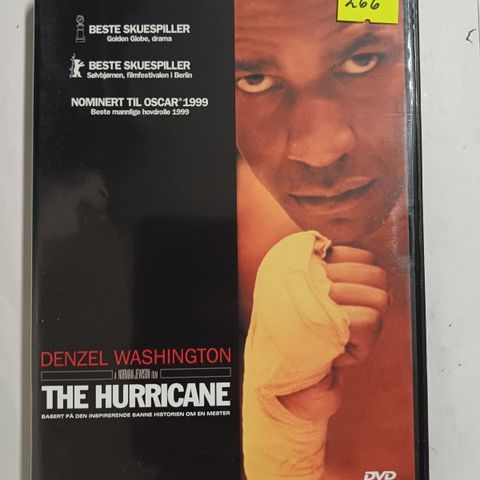 266
BESTE SKUESPILLER
Golden Globe, drama
BESTE SKUESPILLER
Sølvbjørnen, filmfestivalen i Berlin
NOMINERT TIL OSCAR® 1999
Beste mannlige hovdrolle 1999
DENZEL WASHINGTON
A NORMAN JEWISON FILM
THE HURRICANE
BASERT PÅ DEN INSPIRERENDE SANNE HISTORIEN OM EN MESTER
DVD